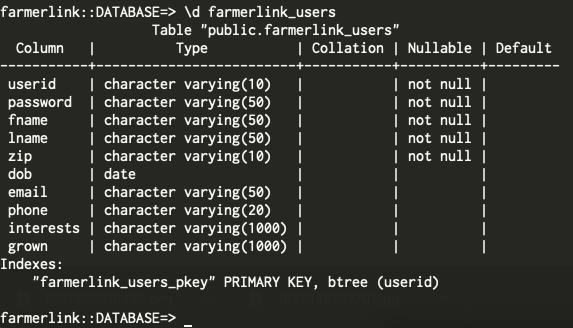 farmerlink::DATABASE=> \d farmerlink_users
                   Table "public.farmerlink_users"
  Column   |          Type           | Collation | Nullable | Default
-----------+-------------------------+-----------+----------+---------
 userid    | character varying(10)   |           | not null |
 password  | character varying(50)   |           | not null |
 fname     | character varying(50)   |           | not null |
 lname     | character varying(50)   |           | not null |
 zip       | character varying(10)   |           | not null |
 dob       | date                    |           |          |
 email     | character varying(50)   |           |          |
 phone     | character varying(20)   |           |          |
 interests | character varying(1000) |           |          |
 grown     | character varying(1000) |           |          |
Indexes:
    "farmerlink_users_pkey" PRIMARY KEY, btree (userid)

farmerlink::DATABASE=> _